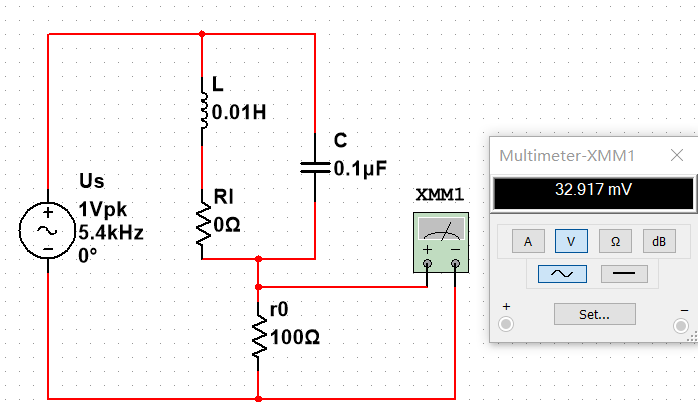 L
0.01H
C
0.1µF
Us
1Vpk
5.4kHz
0°
Rl
0Ω
XMM1
r0
100Ω
Multimeter-XMM1
32.917 mV
A
V
Ω
dB
+
Set...
−